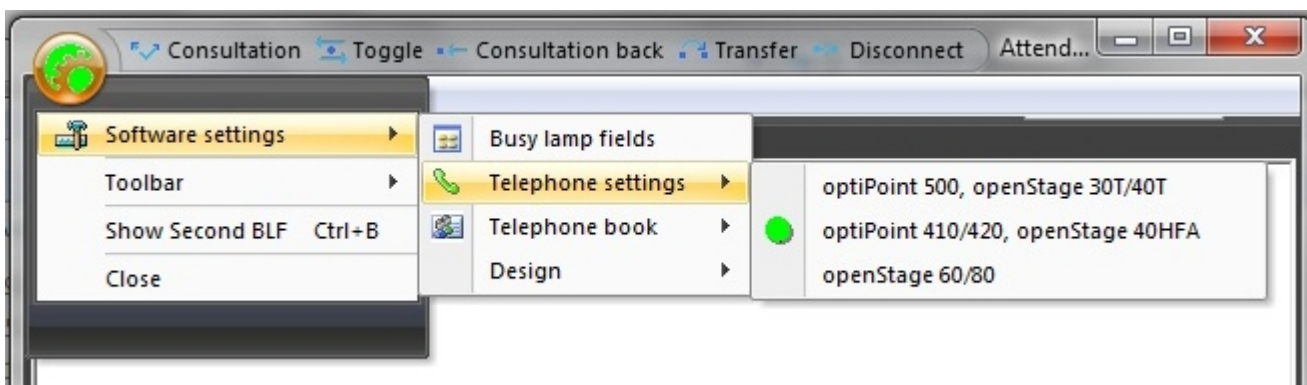 Consultation Toggle Consultation back Transfer Disconnect Attend...
Software settings
Toolbar
Show Second BLF Ctrl+B
Close
Busy lamp fields
Telephone settings
Telephone book
Design
optiPoint 500, openStage 30T/40T
optiPoint 410/420, openStage 40HFA
openStage 60/80